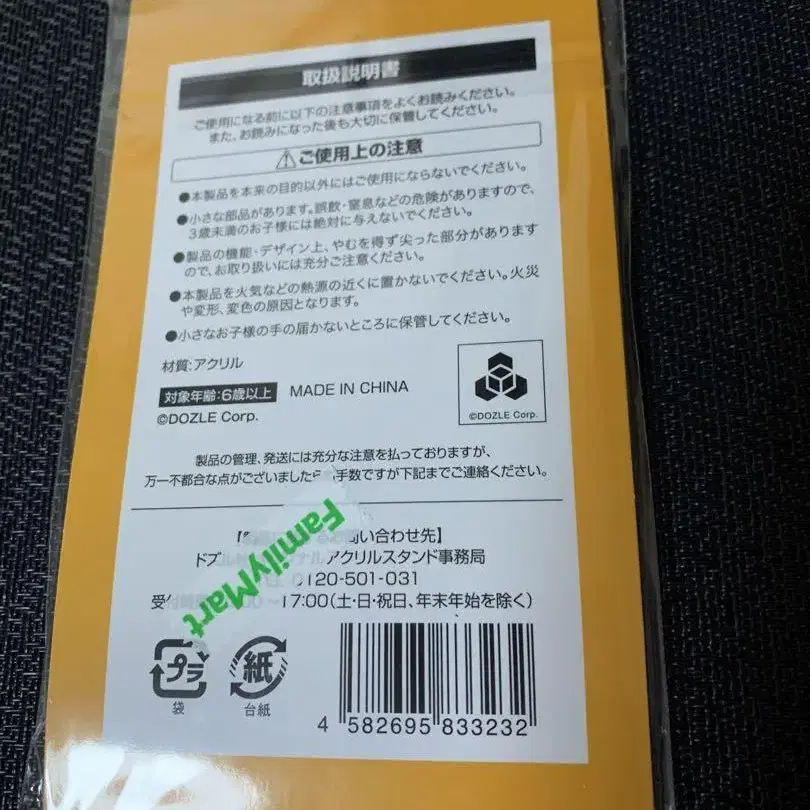 取扱説明書
ご使用になる前に以下の注意事項をよくお読みください。
また、お読みになった後も大切に保管してください。
⚠ご使用上の注意
●本製品を本来の目的以外にはご使用にならないでください。
●小さな部品があります。誤飲・窒息などの危険がありますので、
3歳未満のお子様には絶対に与えないでください。
●製品の機能・デザイン上、やむを得ず尖った部分があります
ので、お取り扱いには充分ご注意ください。
●本製品を火気などの熱源の近くに置かないでください。火災
や変形、変色の原因となります。
●小さなお子様の手の届かないところに保管してください。
材質:アクリル
対象年齢:6歳以上 MADE IN CHINA
©DOZLE Corp.
©DOZLE Corp.
製品の管理、発送には充分な注意を払っておりますが、
万一不都合な点がございましたら 手数ですが下記までご連絡ください。
FamilyMart
お問い合わせ先】
ドズル アクリルスタンド事務局
0120-501-031
受 ～17:00(土・日・祝日、年末年始を除く)
プラ
袋
紙
台紙
4 582695 833232